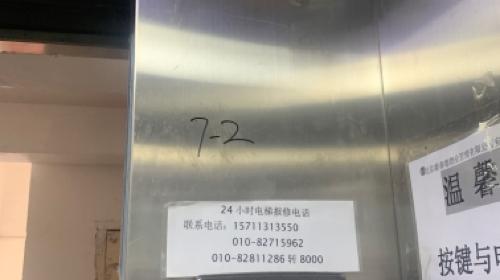 7-2
24 小时电梯报修电话
联系电话：15711313550
010-82715962
010-82811286 转 8000
温馨
按键与